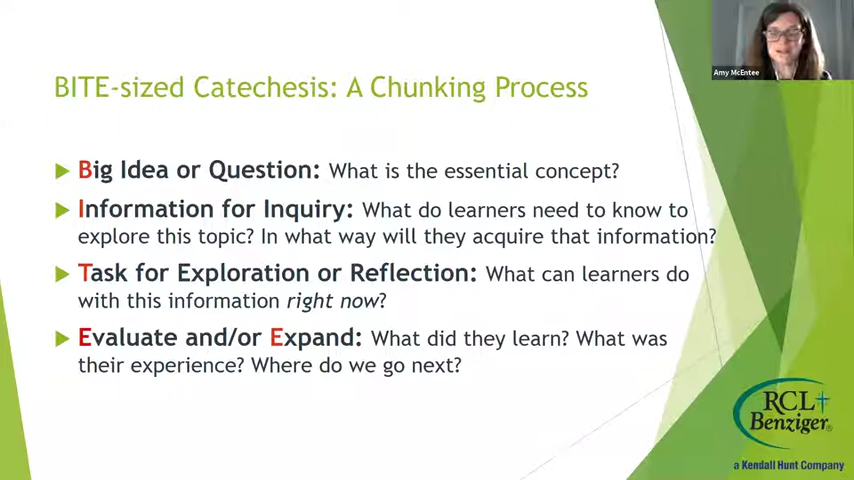 Amy McEntee
BITE-sized Catechesis: A Chunking Process
Big Idea or Question: What is the essential concept?
Information for Inquiry: What do learners need to know to
explore this topic? In what way will they acquire that information?
Task for Exploration or Reflection: What can learners do
with this information right now?
Evaluate and/or Expand: What did they learn? What was
their experience? Where do we go next?
RCL
Benziger®
a Kendall Hunt Company